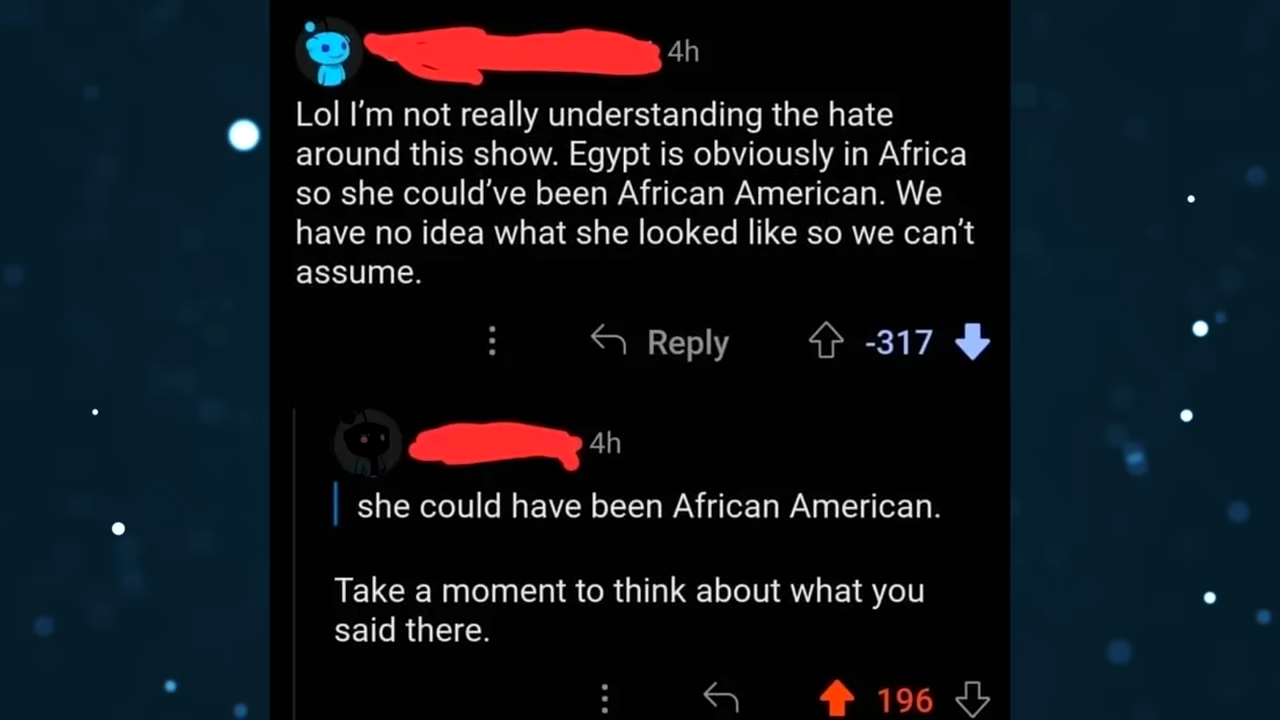 4h
Lol I’m not really understanding the hate
around this show. Egypt is obviously in Africa
so she could’ve been African American. We
have no idea what she looked like so we can’t
assume.
Reply -317
4h
she could have been African American.
Take a moment to think about what you
said there.
196